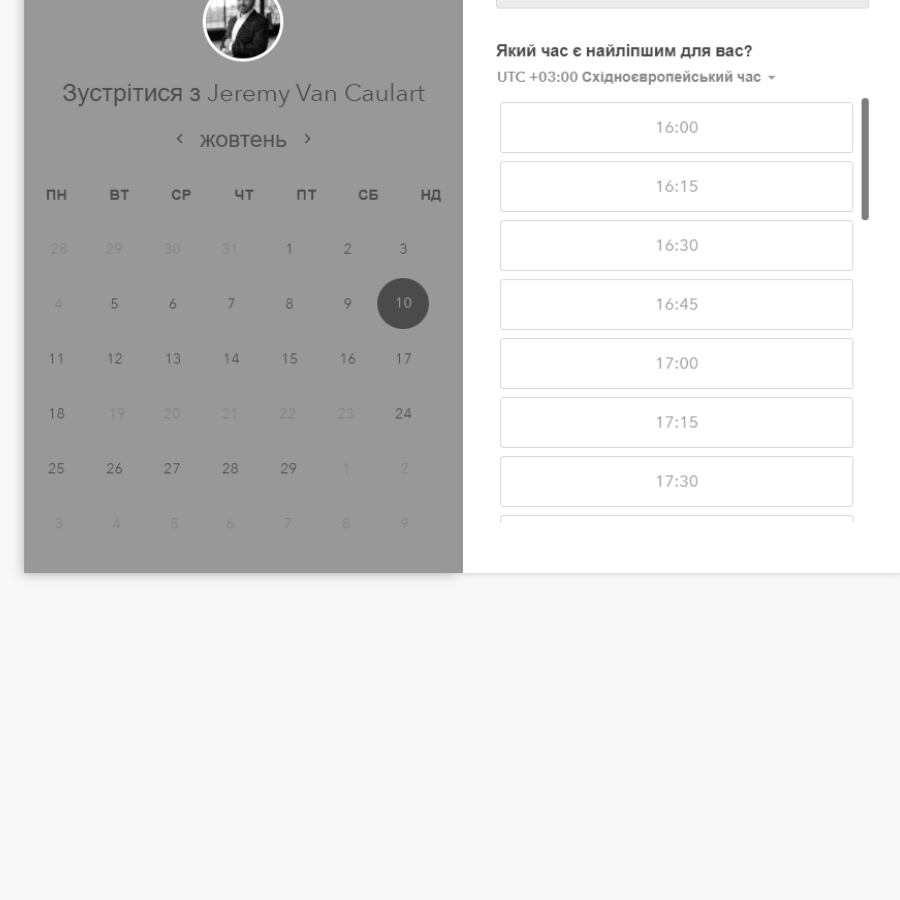 Зустрітися з Jeremy Van Caulart
жовтень
ПН ВТ СР ЧТ ПТ СБ НД
28 29 30 31 1 2 3
4 5 6 7 8 9 10
11 12 13 14 15 16 17
18 19 20 21 22 23 24
25 26 27 28 29 1 2
3 4 5 6 7 8 9
Який час є найліпшим для вас?
UTC +03:00 Східноєвропейський час
16:00
16:15
16:30
16:45
17:00
17:15
17:30